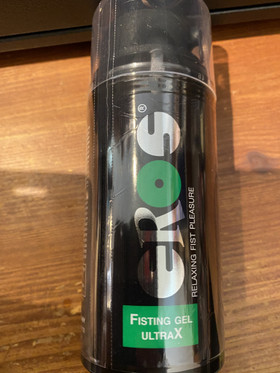 EROS®
RELAXING FIST PLEASURE
FISTING GEL
ULTRAX